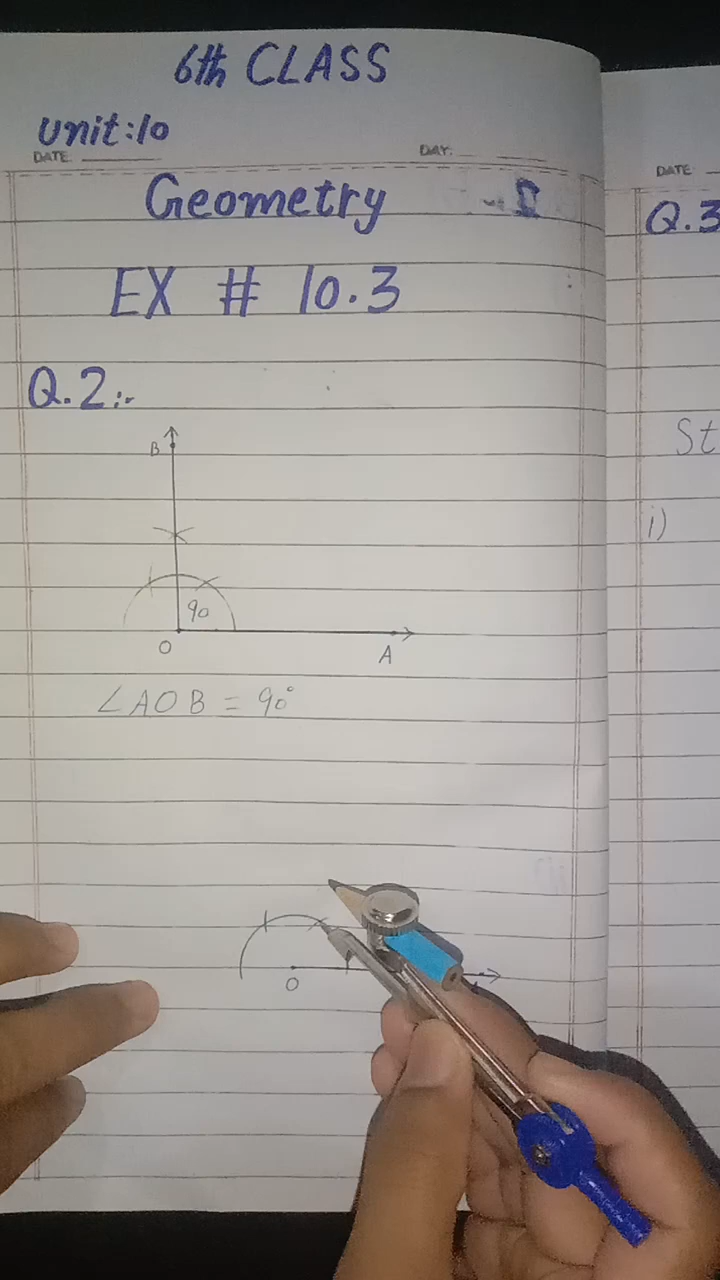 6th CLASS
Unit:10
DATE: DAY:
Geometry
EX # 10.3
Q.2:-
B
90
O A
∠AOB = 90°
O
DATE
Q.3
St
i)